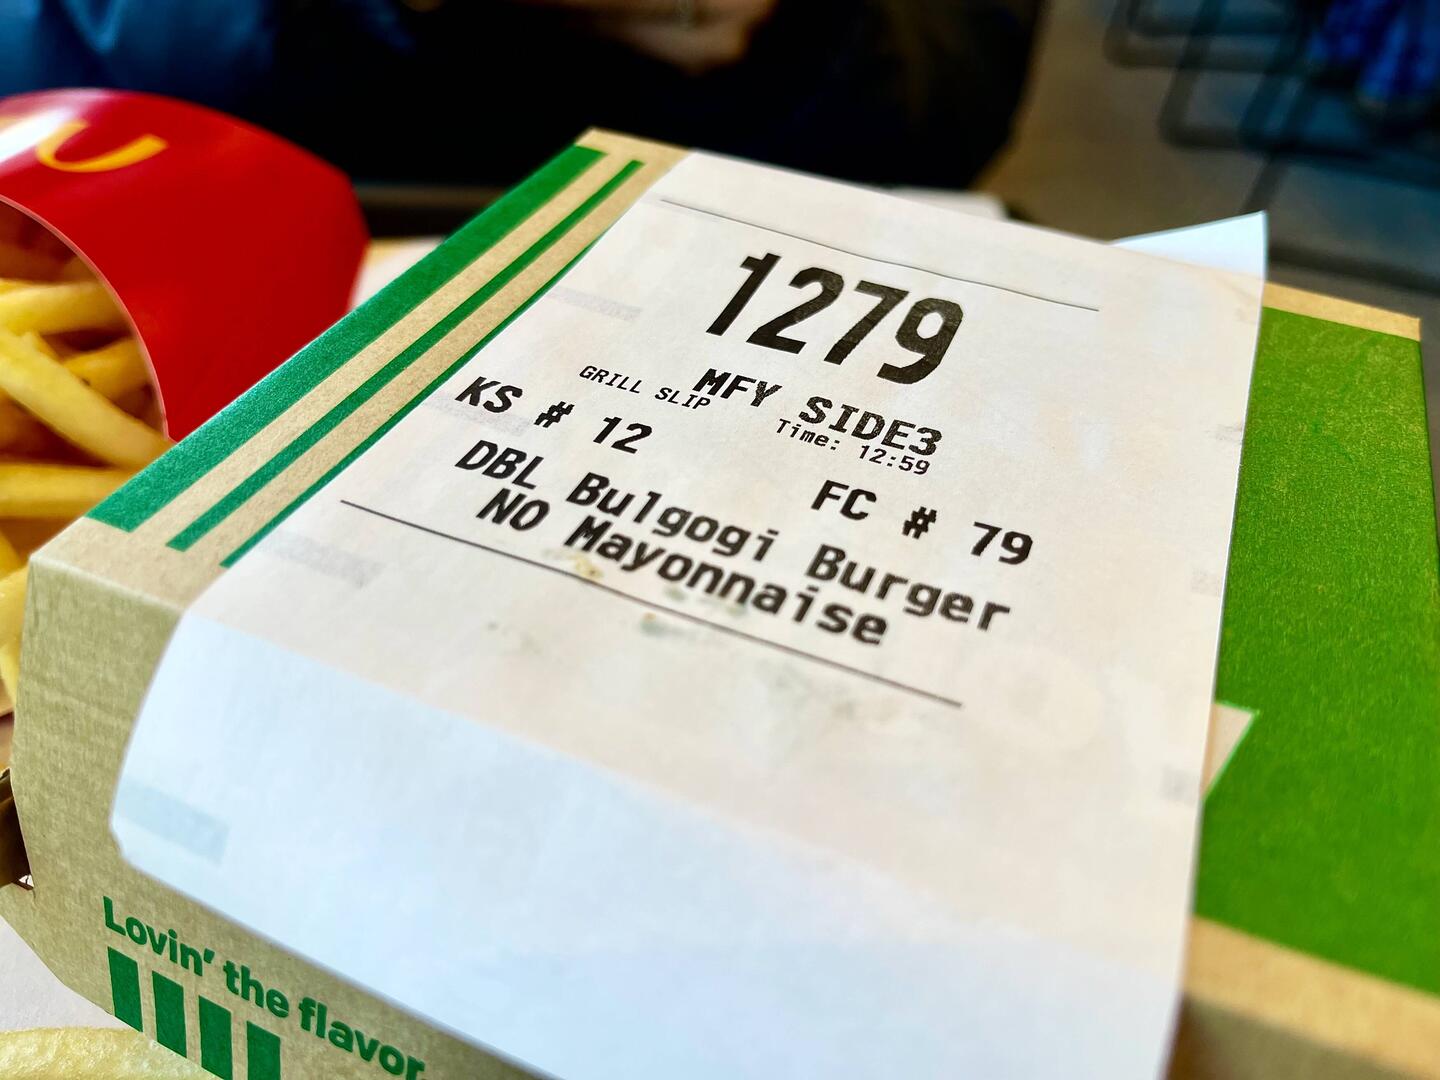 1279
MFY SIDE3
GRILL SLIP
Time: 12:59
KS # 12
FC # 79
DBL Bulgogi Burger
NO Mayonnaise
Lovin' the flavor.